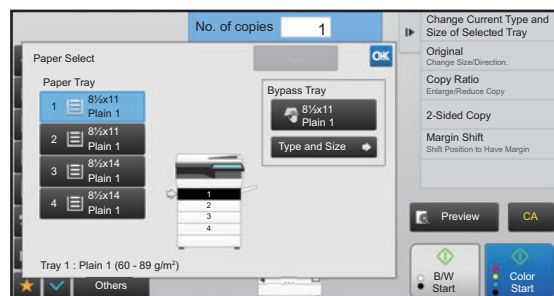 No. of copies 1
Paper Select
Auto
OK
Paper Tray
1 8½x11
Plain 1
2 8½x11
Plain 1
3 8½x14
Plain 1
4 8½x14
Plain 1
Bypass Tray
8½x11
Plain 1
Type and Size
1
2
3
4
Tray 1 : Plain 1 (60 - 89 g/m²)
Others
Change Current Type and
Size of Selected Tray
Original
Change Size/Direction.
Copy Ratio
Enlarge/Reduce Copy
2-Sided Copy
Margin Shift
Shift Position to Have Margin
Preview
CA
B/W
Start
Color
Start